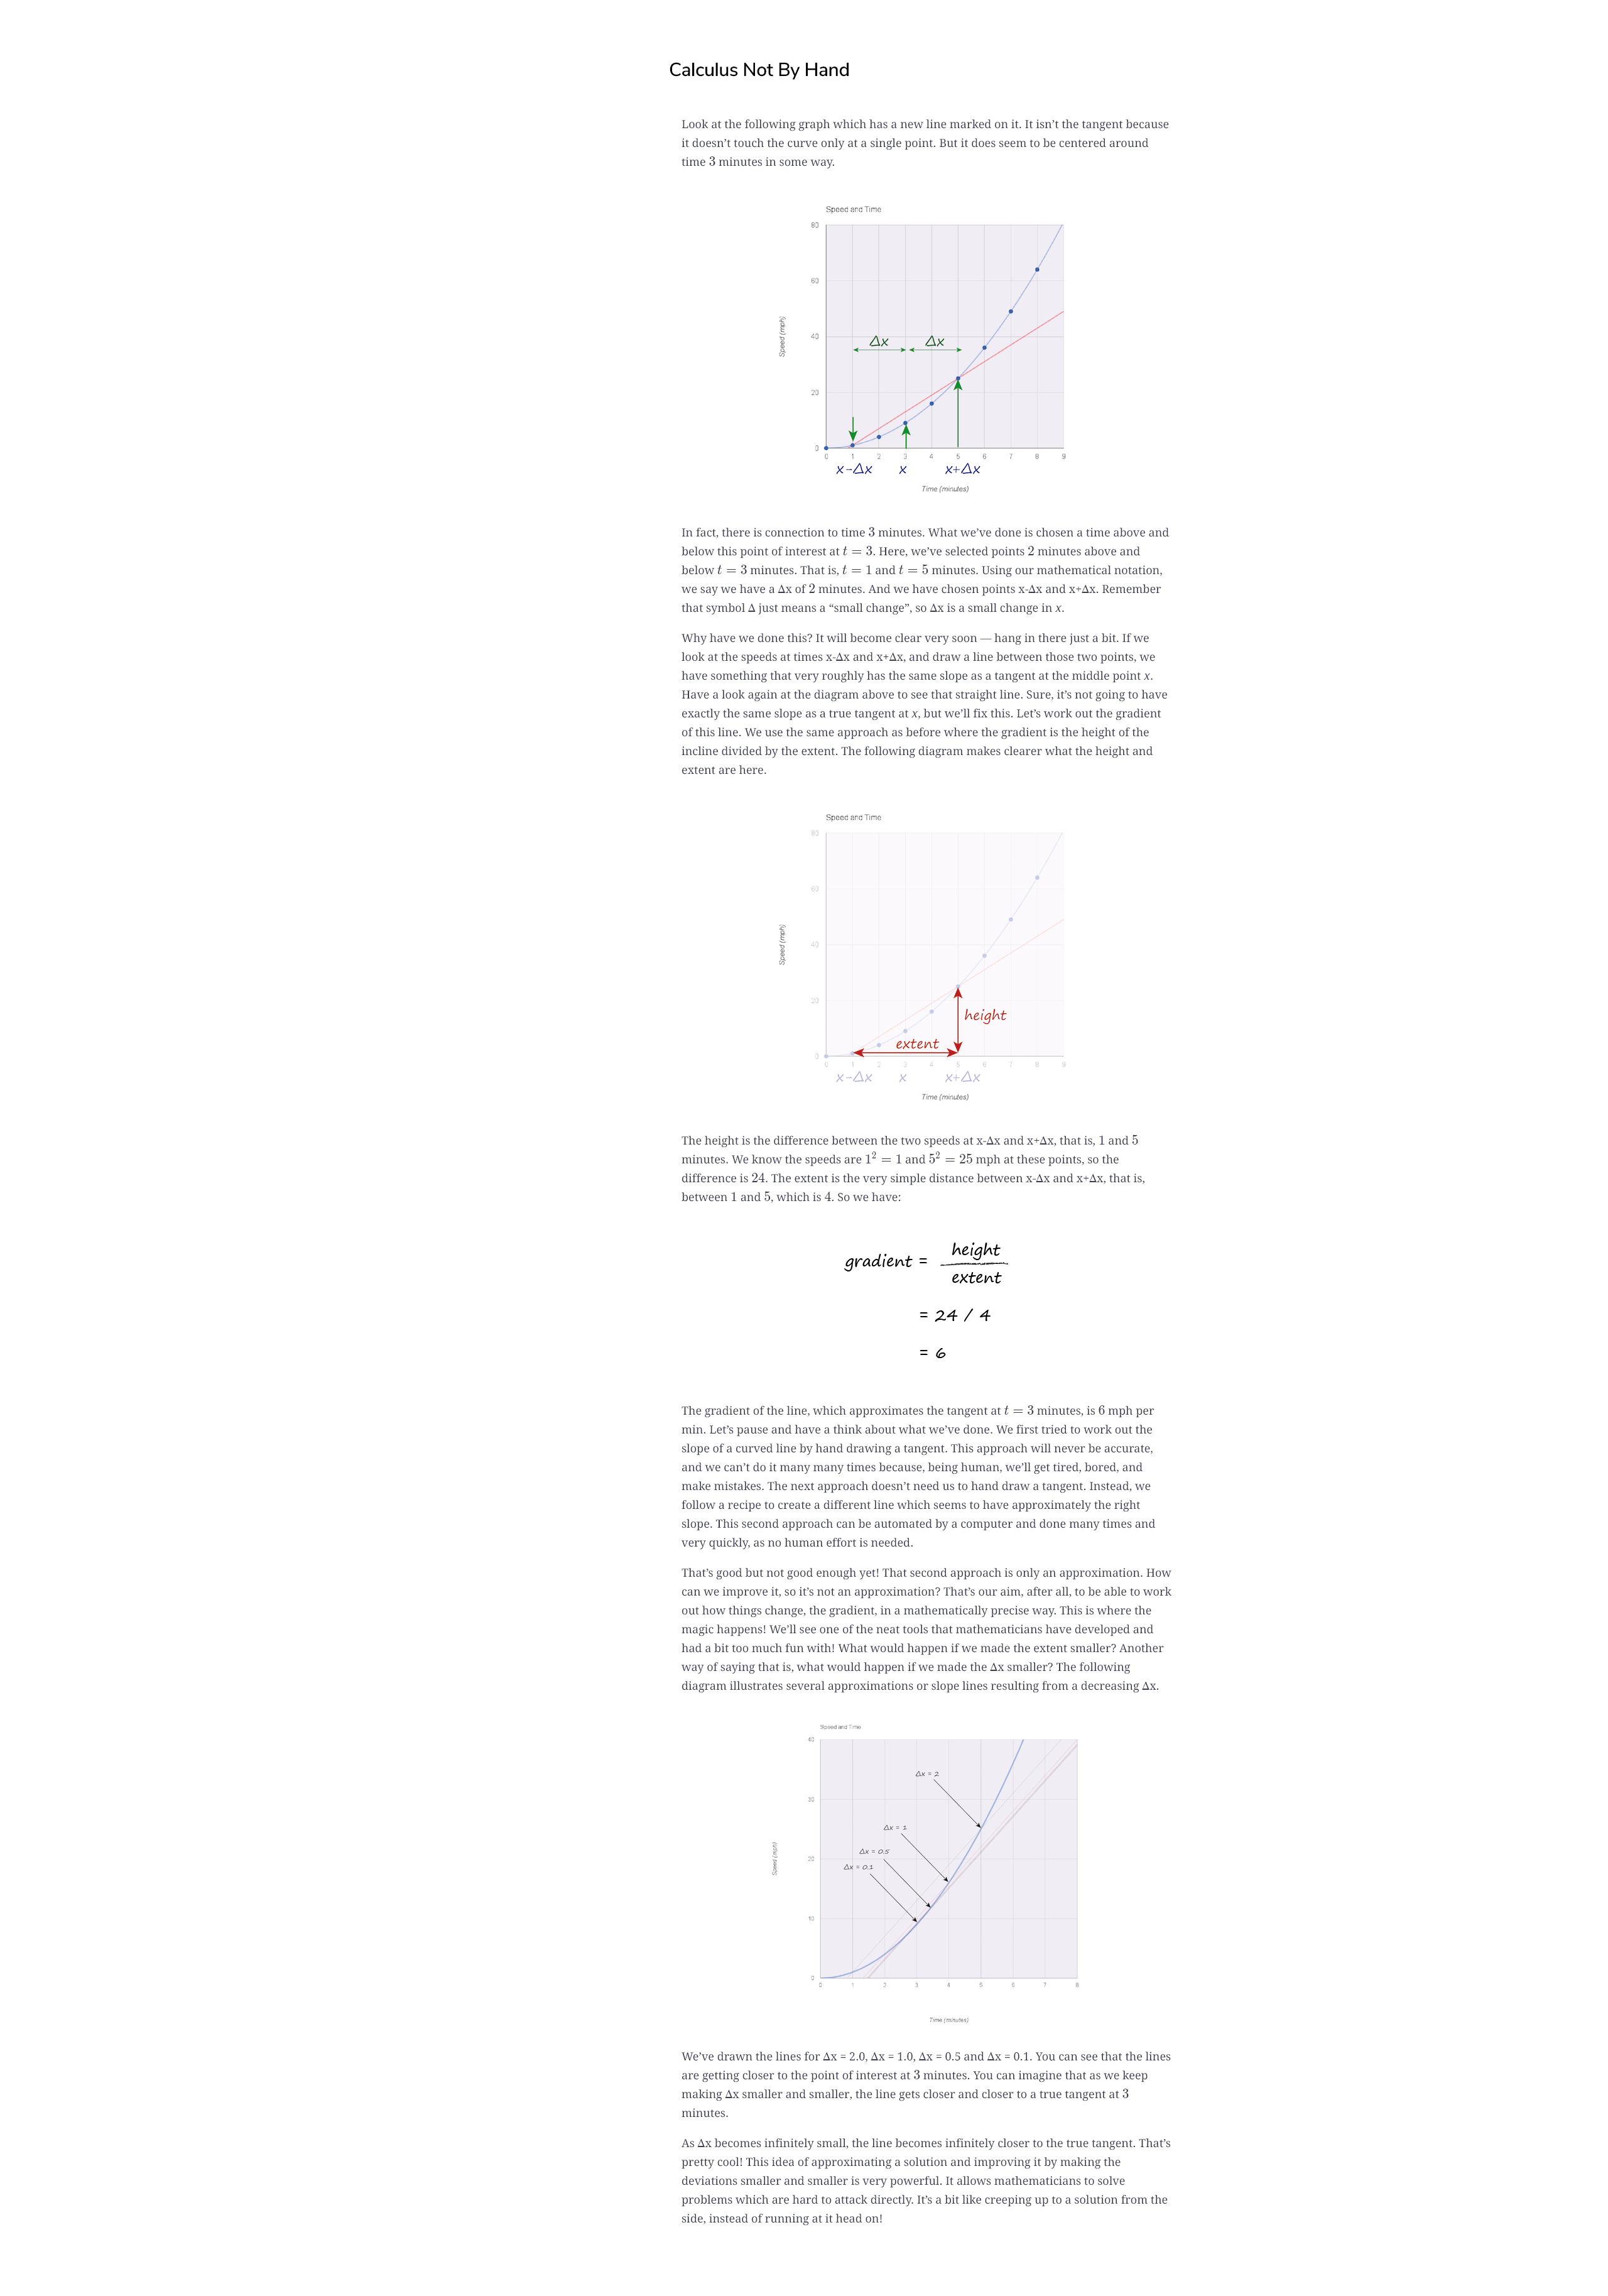 Calculus Not By Hand
Look at the following graph which has a new line marked on it. It isn’t the tangent because
it doesn’t touch the curve only at a single point. But it does seem to be centered around
time 3 minutes in some way.
Speed and Time
80
60
40
20
0
Speed (mph)
Δx Δx
0 1 2 3 4 5 6 7 8 9
x-Δx x x+Δx
Time (minutes)
In fact, there is connection to time 3 minutes. What we’ve done is chosen a time above and
below this point of interest at t = 3. Here, we’ve selected points 2 minutes above and
below t = 3 minutes. That is, t = 1 and t = 5 minutes. Using our mathematical notation,
we say we have a Δx of 2 minutes. And we have chosen points x-Δx and x+Δx. Remember
that symbol Δ just means a “small change”, so Δx is a small change in x.
Why have we done this? It will become clear very soon — hang in there just a bit. If we
look at the speeds at times x-Δx and x+Δx, and draw a line between those two points, we
have something that very roughly has the same slope as a tangent at the middle point x.
Have a look again at the diagram above to see that straight line. Sure, it’s not going to have
exactly the same slope as a true tangent at x, but we’ll fix this. Let’s work out the gradient
of this line. We use the same approach as before where the gradient is the height of the
incline divided by the extent. The following diagram makes clearer what the height and
extent are here.
Speed and Time
80
60
40
20
0
Speed (mph)
height
extent
0 1 2 3 4 5 6 7 8 9
x-Δx x x+Δx
Time (minutes)
The height is the difference between the two speeds at x-Δx and x+Δx, that is, 1 and 5
minutes. We know the speeds are 1² = 1 and 5² = 25 mph at these points, so the
difference is 24. The extent is the very simple distance between x-Δx and x+Δx, that is,
between 1 and 5, which is 4. So we have:
gradient = height / extent
= 24 / 4
= 6
The gradient of the line, which approximates the tangent at t = 3 minutes, is 6 mph per
min. Let’s pause and have a think about what we’ve done. We first tried to work out the
slope of a curved line by hand drawing a tangent. This approach will never be accurate,
and we can’t do it many many times because, being human, we’ll get tired, bored, and
make mistakes. The next approach doesn’t need us to hand draw a tangent. Instead, we
follow a recipe to create a different line which seems to have approximately the right
slope. This second approach can be automated by a computer and done many times and
very quickly, as no human effort is needed.
That’s good but not good enough yet! That second approach is only an approximation. How
can we improve it, so it’s not an approximation? That’s our aim, after all, to be able to work
out how things change, the gradient, in a mathematically precise way. This is where the
magic happens! We’ll see one of the neat tools that mathematicians have developed and
had a bit too much fun with! What would happen if we made the extent smaller? Another
way of saying that is, what would happen if we made the Δx smaller? The following
diagram illustrates several approximations or slope lines resulting from a decreasing Δx.
Speed and Time
40
30
20
10
0
Speed (mph)
Δx = 2
Δx = 1
Δx = 0.5
Δx = 0.1
0 1 2 3 4 5 6 7 8
Time (minutes)
We’ve drawn the lines for Δx = 2.0, Δx = 1.0, Δx = 0.5 and Δx = 0.1. You can see that the lines
are getting closer to the point of interest at 3 minutes. You can imagine that as we keep
making Δx smaller and smaller, the line gets closer and closer to a true tangent at 3
minutes.
As Δx becomes infinitely small, the line becomes infinitely closer to the true tangent. That’s
pretty cool! This idea of approximating a solution and improving it by making the
deviations smaller and smaller is very powerful. It allows mathematicians to solve
problems which are hard to attack directly. It’s a bit like creeping up to a solution from the
side, instead of running at it head on!